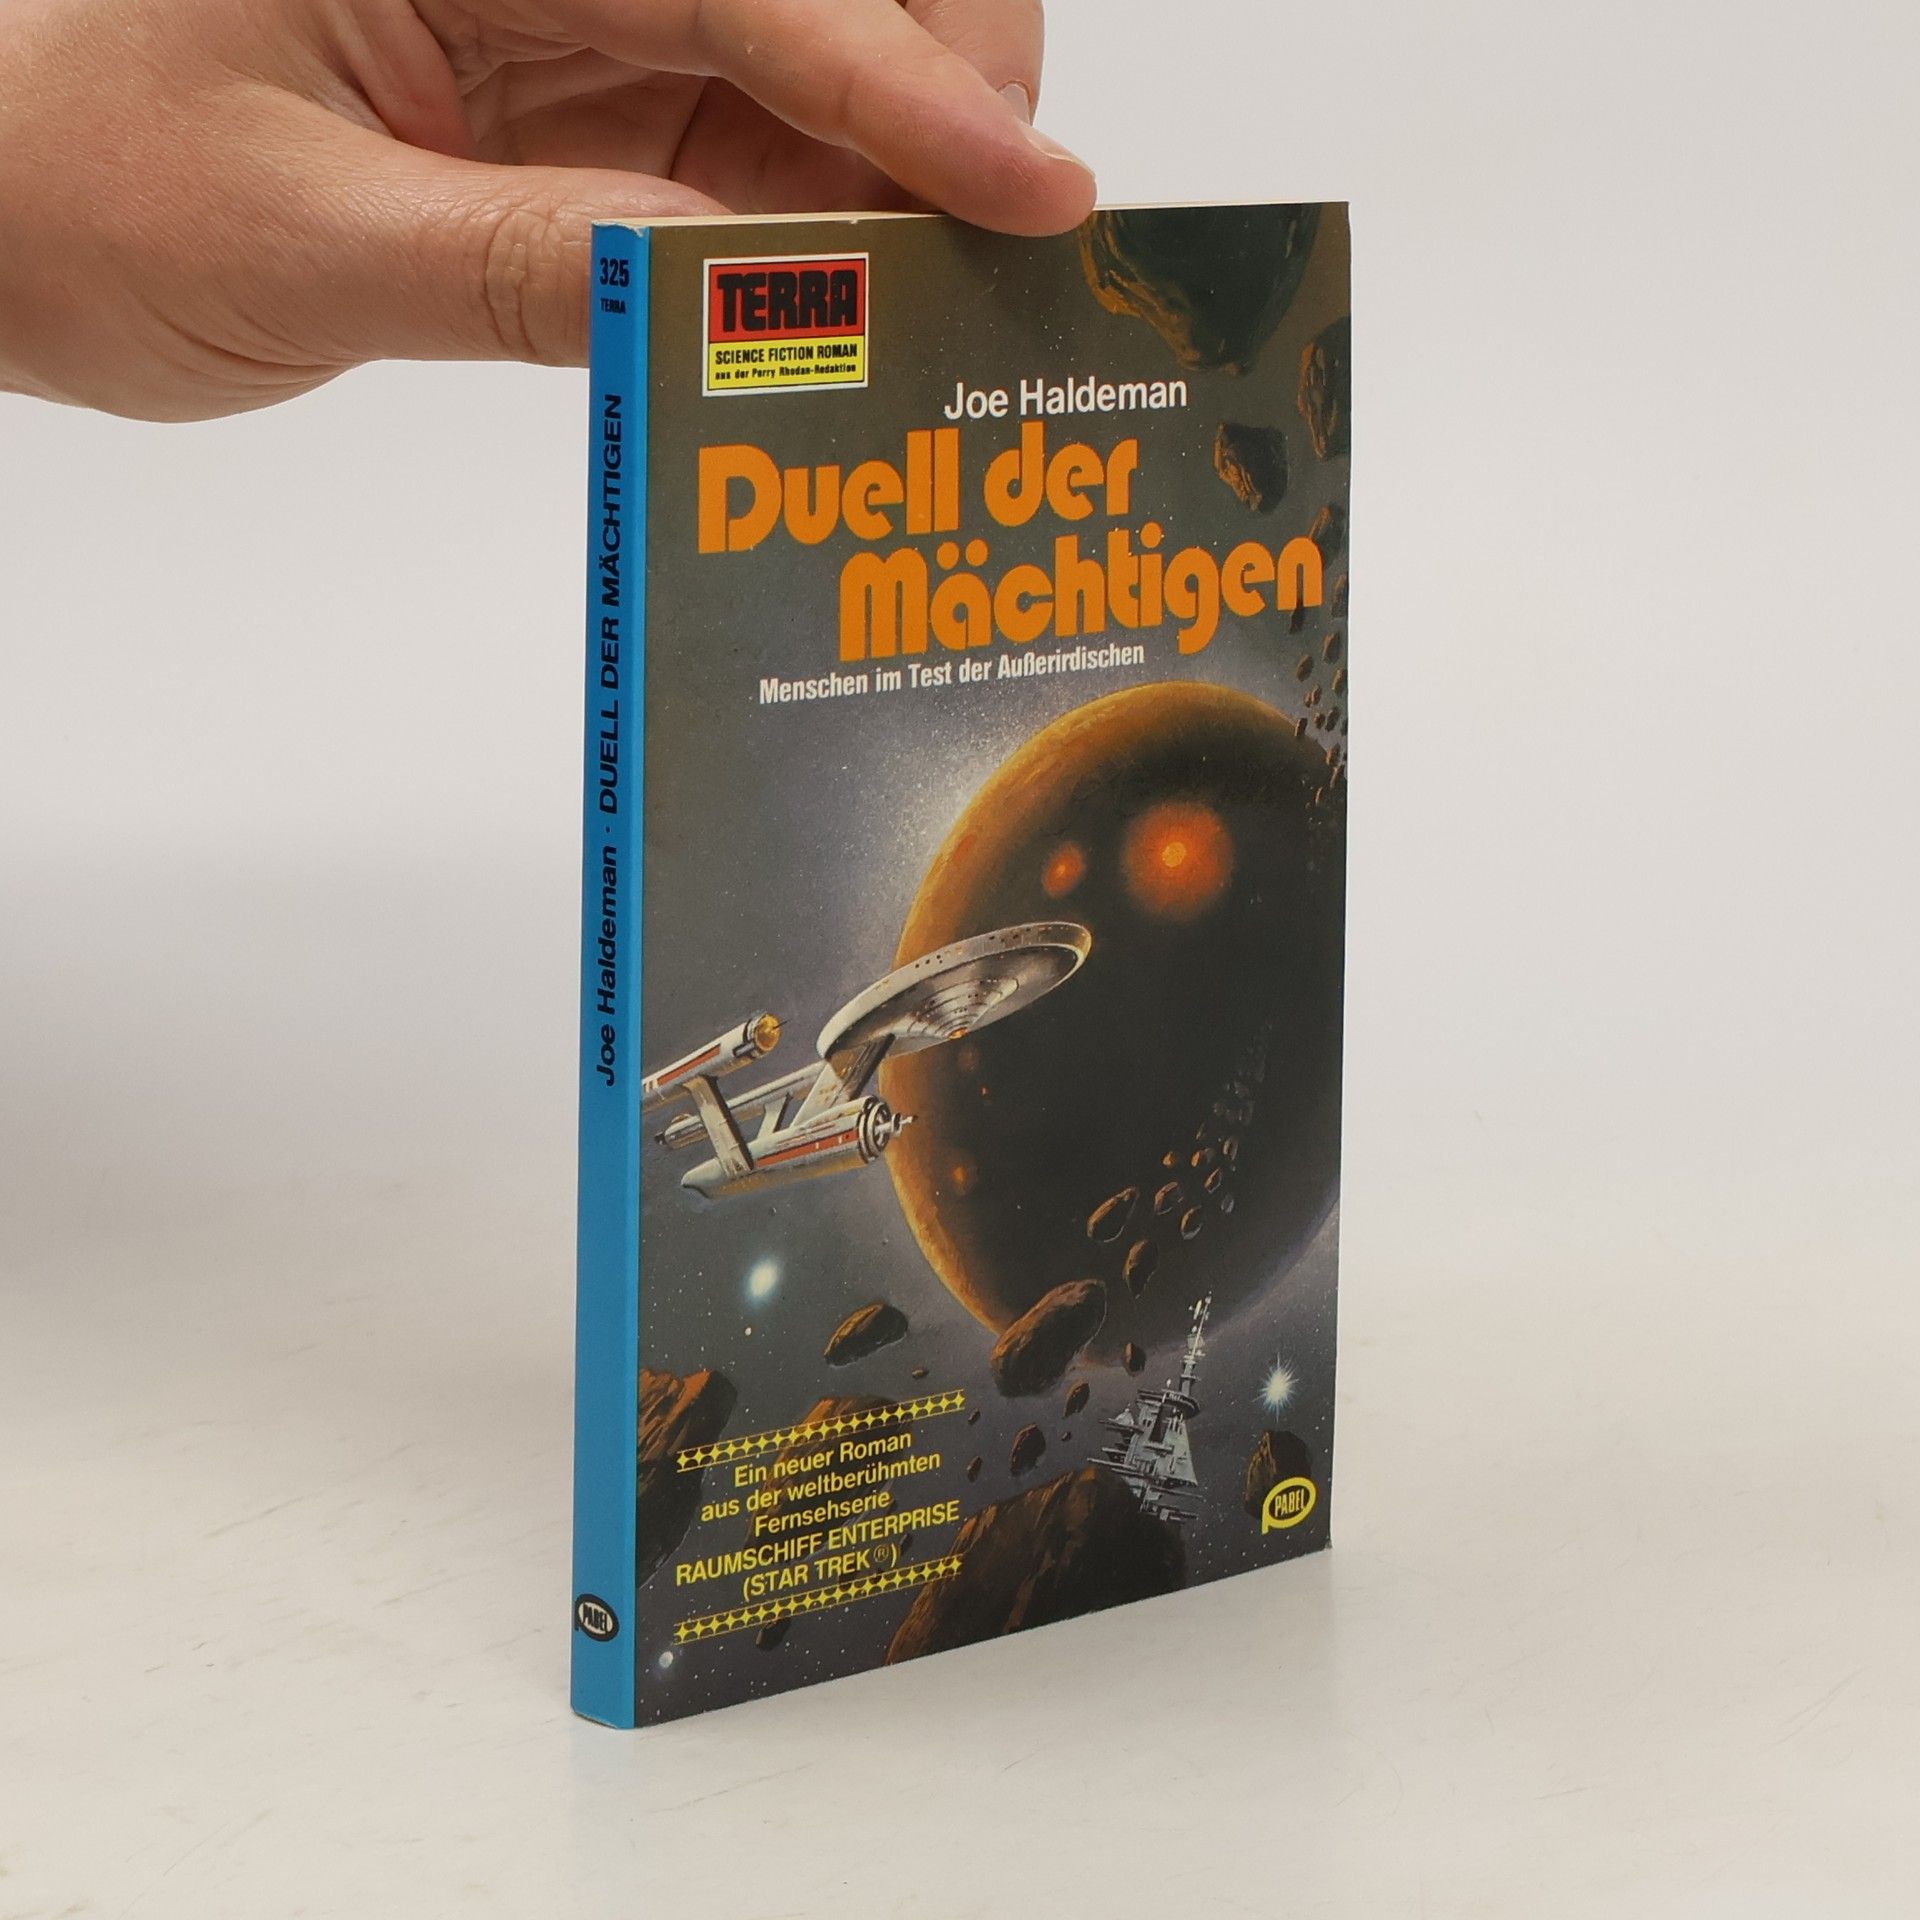 325
TERRA
Joe Haldeman · DUELL DER MÄCHTIGEN
PABEL
TERRA
SCIENCE FICTION ROMAN
aus der Perry Rhodan-Redaktion
Joe Haldeman
Duell der
Mächtigen
Menschen im Test der Außerirdischen
Ein neuer Roman
aus der weltberühmten
Fernsehserie
RAUMSCHIFF ENTERPRISE
(STAR TREK ®)
PABEL